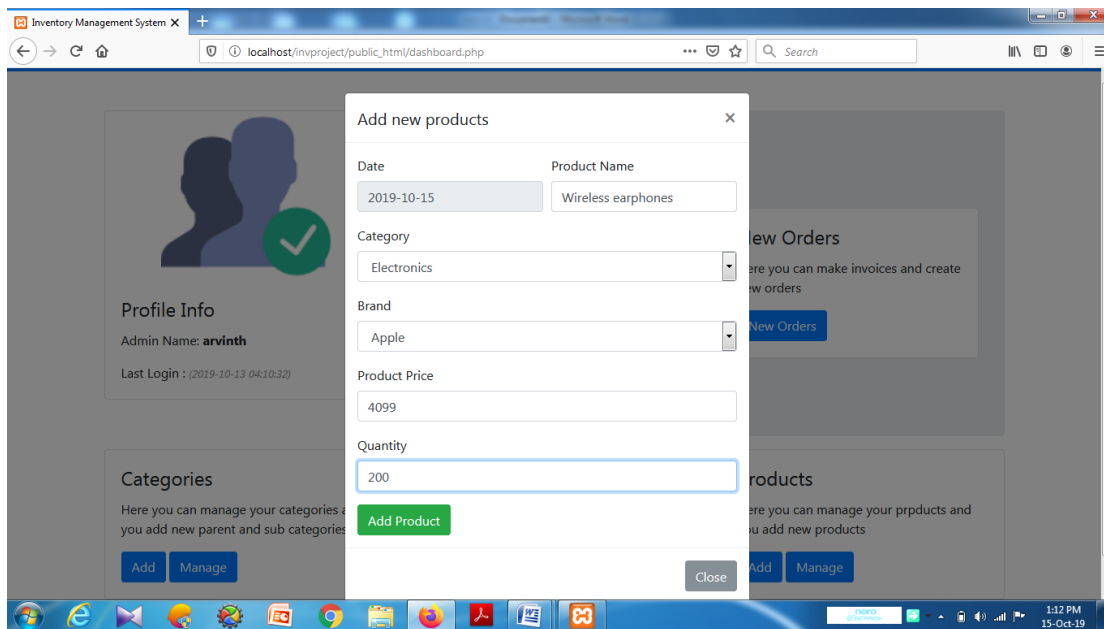 Inventory Management System
localhost/invproject/public_html/dashboard.php
Search
Add new products
Date
Product Name
2019-10-15
Wireless earphones
Category
Electronics
Brand
Apple
Product Price
4099
Quantity
200
Add Product
Close
Profile Info
Admin Name: arvinth
Last Login : (2019-10-13 04:10:32)
ew Orders
ere you can make invoices and create
ew orders
New Orders
Categories
Here you can manage your categories
you add new parent and sub categories
Add Manage
roducts
ere you can manage your prpducts and
u add new products
Add Manage
nero
1:12 PM
15-Oct-19